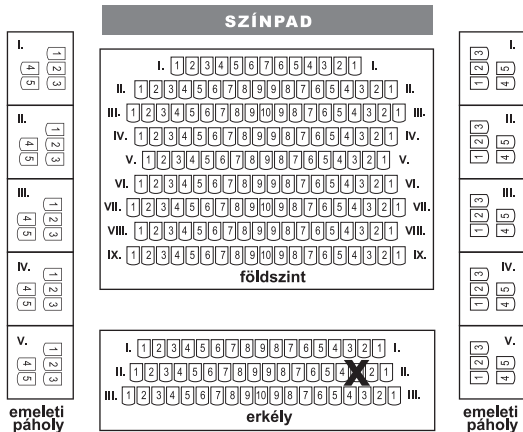 SZÍNPAD
I.
1
4 2
5 3
II.
1
4 2
5 3
III.
1
4 2
5 3
IV.
1
4 2
5 3
V.
1
4 2
5 3
emeleti
páholy
I. 1 2 3 4 5 6 7 6 5 4 3 2 1 I.
II. 1 2 3 4 5 6 7 8 9 9 8 7 6 5 4 3 2 1 II.
III. 1 2 3 4 5 6 7 8 9 10 9 8 7 6 5 4 3 2 1 III.
IV. 1 2 3 4 5 6 7 8 9 9 8 7 6 5 4 3 2 1 IV.
V. 1 2 3 4 5 6 7 8 9 8 7 6 5 4 3 2 1 V.
VI. 1 2 3 4 5 6 7 8 9 9 8 7 6 5 4 3 2 1 VI.
VII. 1 2 3 4 5 6 7 8 9 10 9 8 7 6 5 4 3 2 1 VII.
VIII. 1 2 3 4 5 6 7 8 9 9 8 7 6 5 4 3 2 1 VIII.
IX. 1 2 3 4 5 6 7 8 9 10 9 8 7 6 5 4 3 2 1 IX.
földszint
I. 1 2 3 4 5 6 7 8 9 8 7 6 5 4 3 2 1 I.
II. 1 2 3 4 5 6 7 8 9 9 8 7 6 5 4 X 2 1 II.
III. 1 2 3 4 5 6 7 8 9 10 9 8 7 6 5 4 3 2 1 III.
erkély
I.
3
2 5
1 4
II.
3
2 5
1 4
III.
3
2 5
1 4
IV.
3
2 5
1 4
V.
3
2 5
1 4
emeleti
páholy